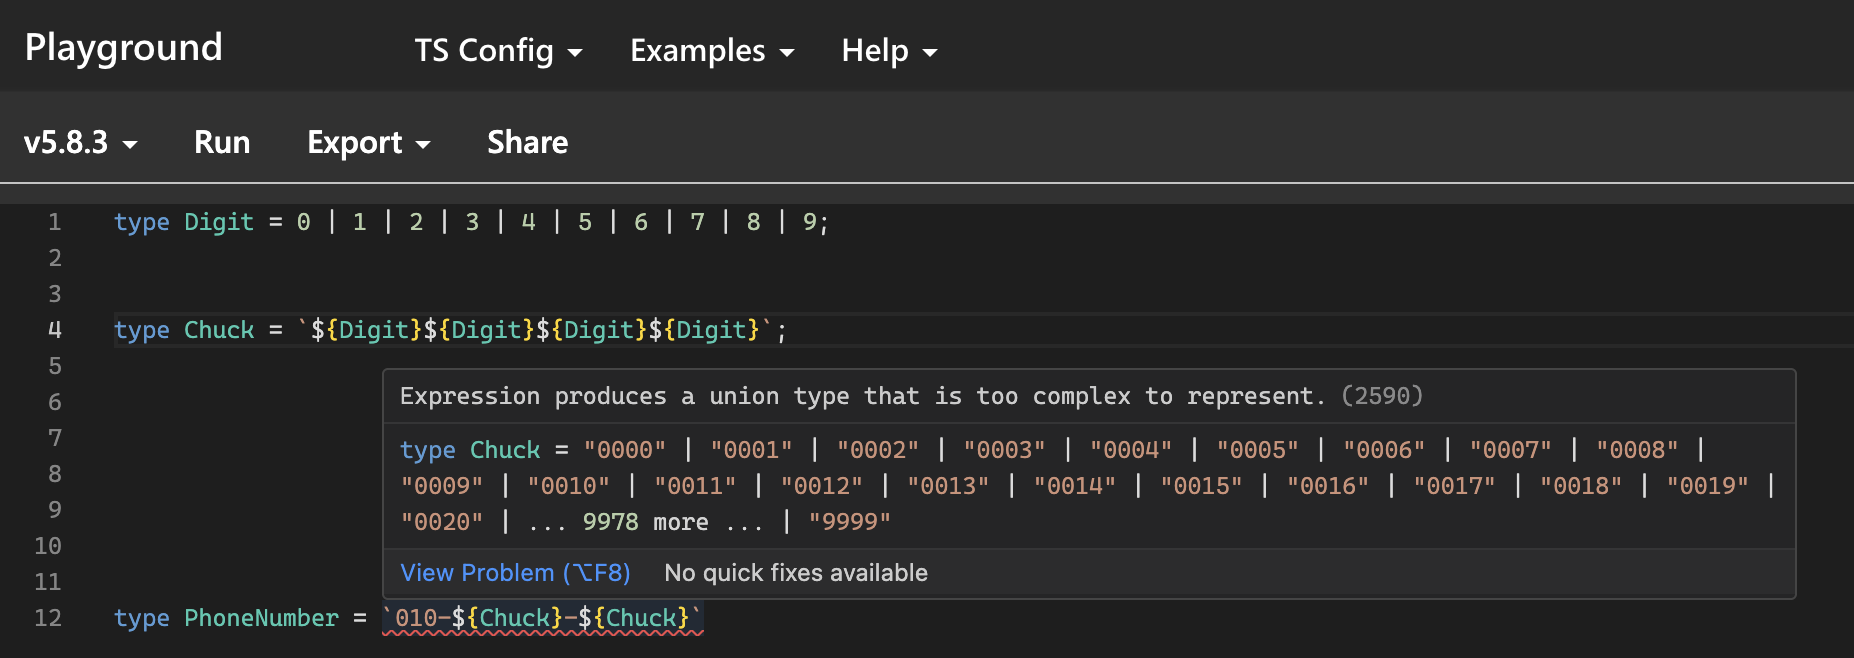 Playground
TS Config Examples Help
v5.8.3 Run Export Share
1 type Digit = 0 | 1 | 2 | 3 | 4 | 5 | 6 | 7 | 8 | 9;
2
3
4 type Chuck = `${Digit}${Digit}${Digit}${Digit}`;
5
6 Expression produces a union type that is too complex to represent. (2590)
7 type Chuck = "0000" | "0001" | "0002" | "0003" | "0004" | "0005" | "0006" | "0007" | "0008" |
8 "0009" | "0010" | "0011" | "0012" | "0013" | "0014" | "0015" | "0016" | "0017" | "0018" | "0019" |
9 "0020" | ... 9978 more ... | "9999"
10
11 View Problem (⌥F8) No quick fixes available
12 type PhoneNumber = `010-${Chuck}-${Chuck}`